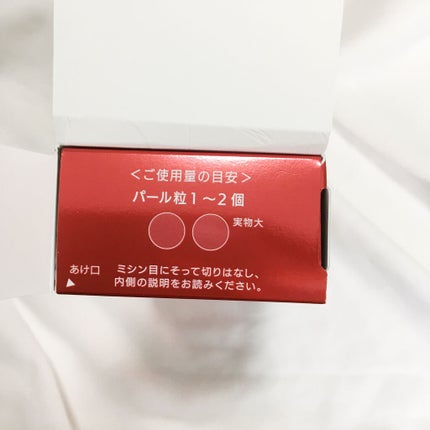 ＜ご使用量の目安＞
パール粒1～2個
実物大
あけ口
ミシン目にそって切りはなし、
内側の説明をお読みください。